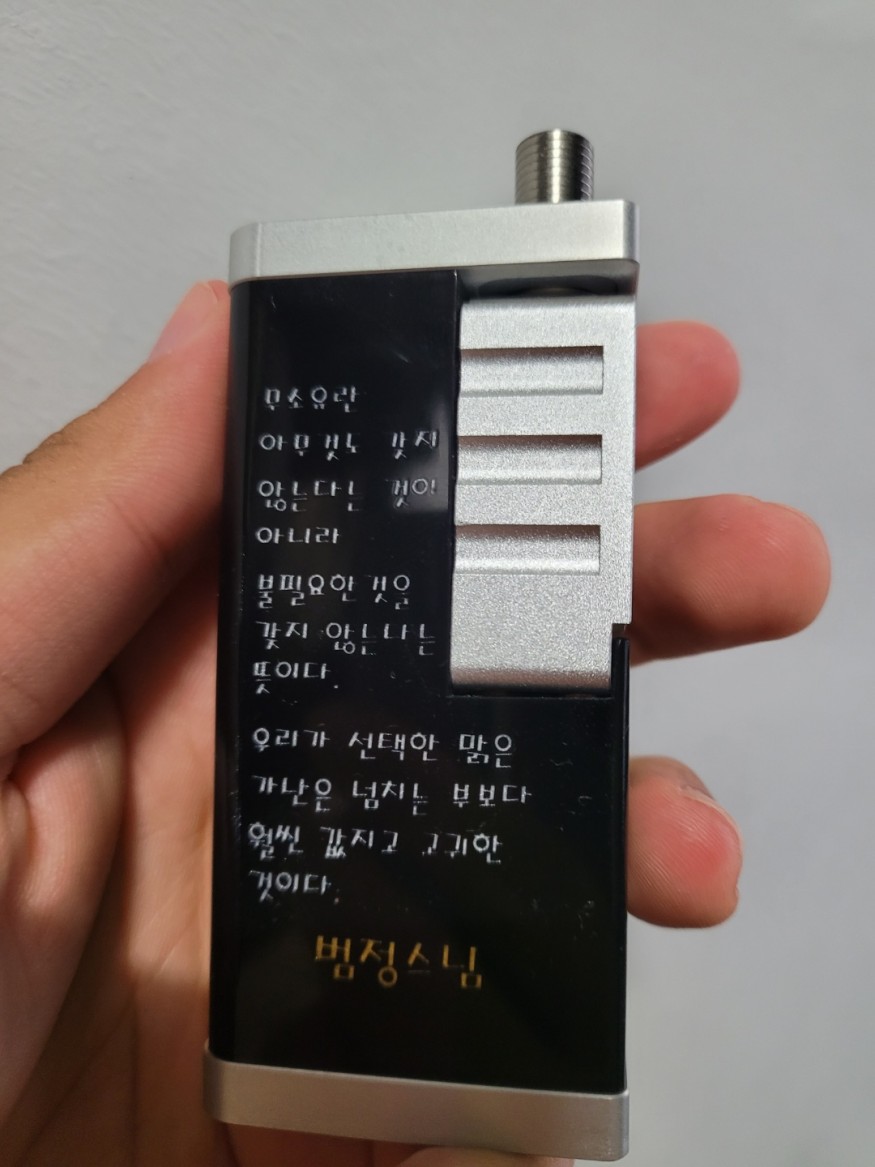 무소유란
아무것도 갖지
않는다는 것이
아니라
불필요한 것을
갖지 않는다는
뜻이다.
우리가 선택한 맑은
가난은 넘치는 부보다
훨씬 값지고 고귀한
것이다.
범정스님